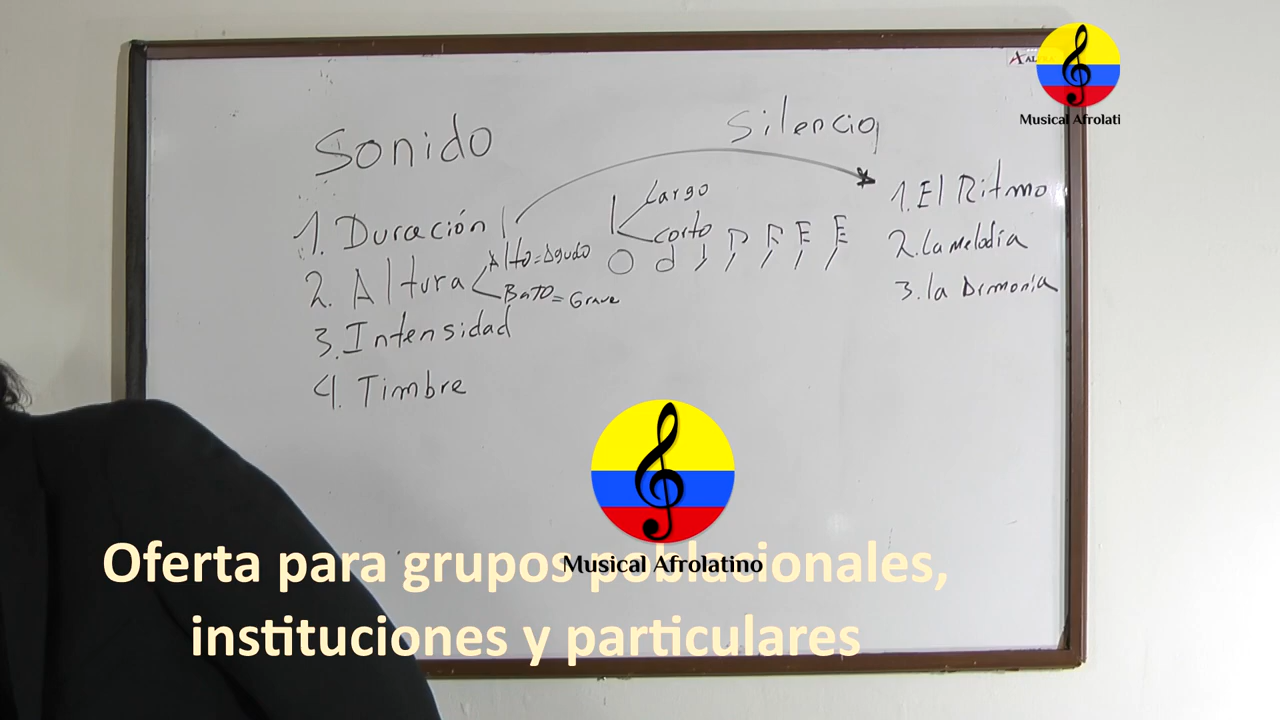 Sonido
Silencio
1. Duración
Largo
Corto
2. Altura
Alto = Agudo
Bajo = Grave
3. Intensidad
4. Timbre
1. El Ritmo
2. La melodía
3. la Armonía
Musical Afrolati
Musical Afrolatino
Oferta para grupos poblacionales,
instituciones y particulares